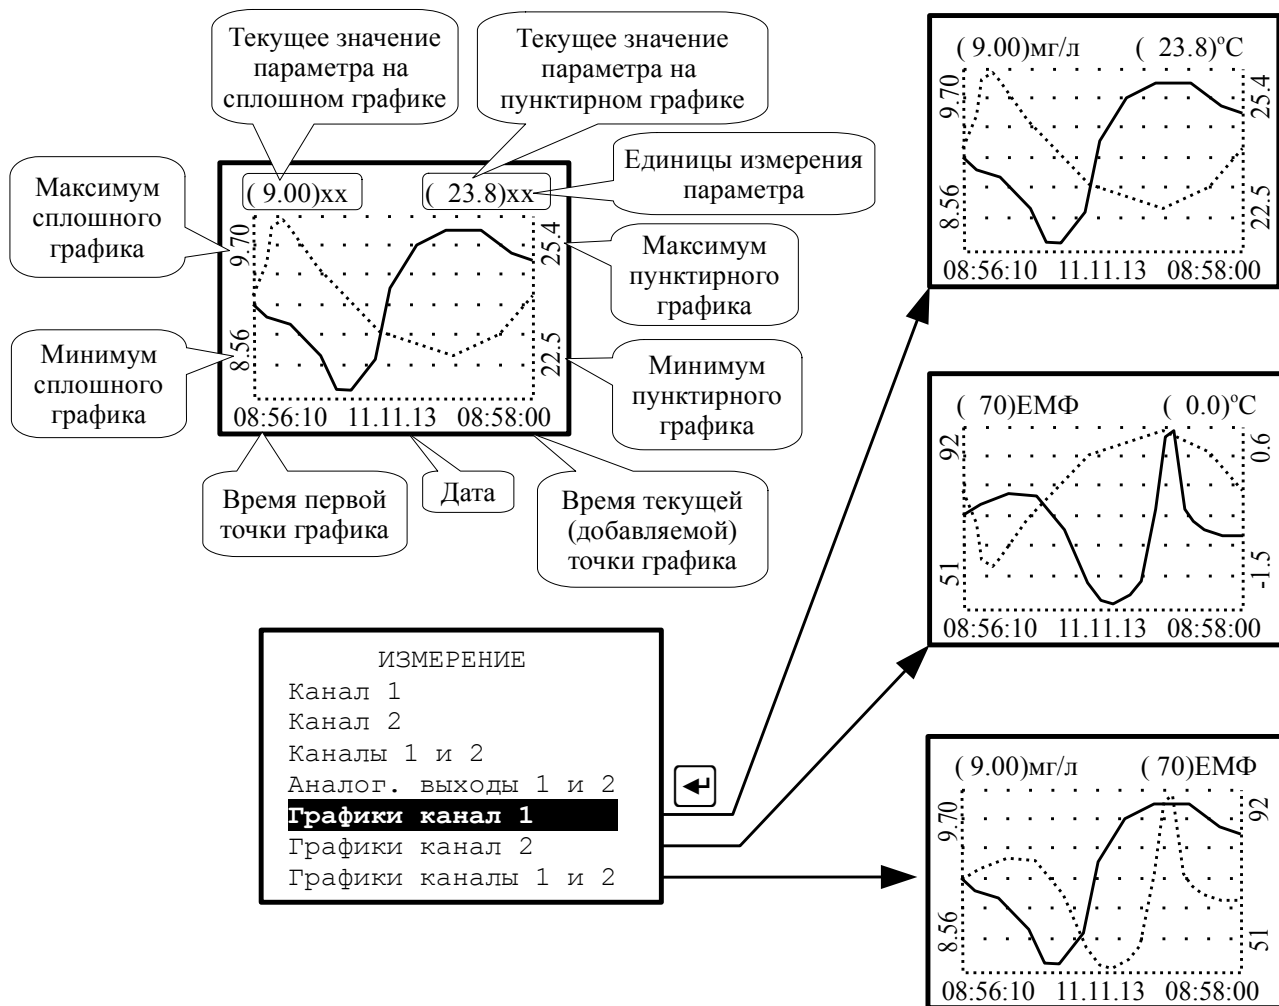 Текущее значение
параметра на
сплошном графике
Текущее значение
параметра на
пунктирном графике
Единицы измерения
параметра
Максимум
сплошного
графика
Минимум
сплошного
графика
( 9.00)xx
( 23.8)xx
9.70
8.56
25.4
22.5
08:56:10 11.11.13 08:58:00
Максимум
пунктирного
графика
Минимум
пунктирного
графика
Время первой
точки графика
Дата
Время текущей
(добавляемой)
точки графика
ИЗМЕРЕНИЕ
Канал 1
Канал 2
Каналы 1 и 2
Аналог. выходы 1 и 2
Графики канал 1
Графики канал 2
Графики каналы 1 и 2
( 9.00)мг/л ( 23.8)°С
9.70
8.56
25.4
22.5
08:56:10 11.11.13 08:58:00
( 70)ЕМФ ( 0.0)°С
92
51
0.6
-1.5
08:56:10 11.11.13 08:58:00
( 9.00)мг/л ( 70)ЕМФ
9.70
8.56
92
51
08:56:10 11.11.13 08:58:00